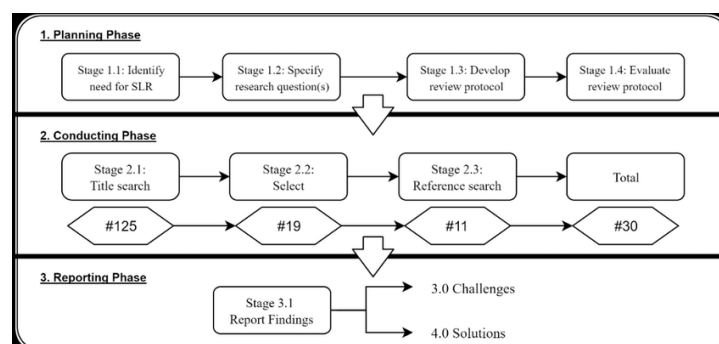 1. Planning Phase
Stage 1.1: Identify
need for SLR
Stage 1.2: Specify
research question(s)
Stage 1.3: Develop
review protocol
Stage 1.4: Evaluate
review protocol
2. Conducting Phase
Stage 2.1:
Title search
Stage 2.2:
Select
Stage 2.3:
Reference search
Total
#125
#19
#11
#30
3. Reporting Phase
Stage 3.1
Report Findings
3.0 Challenges
4.0 Solutions